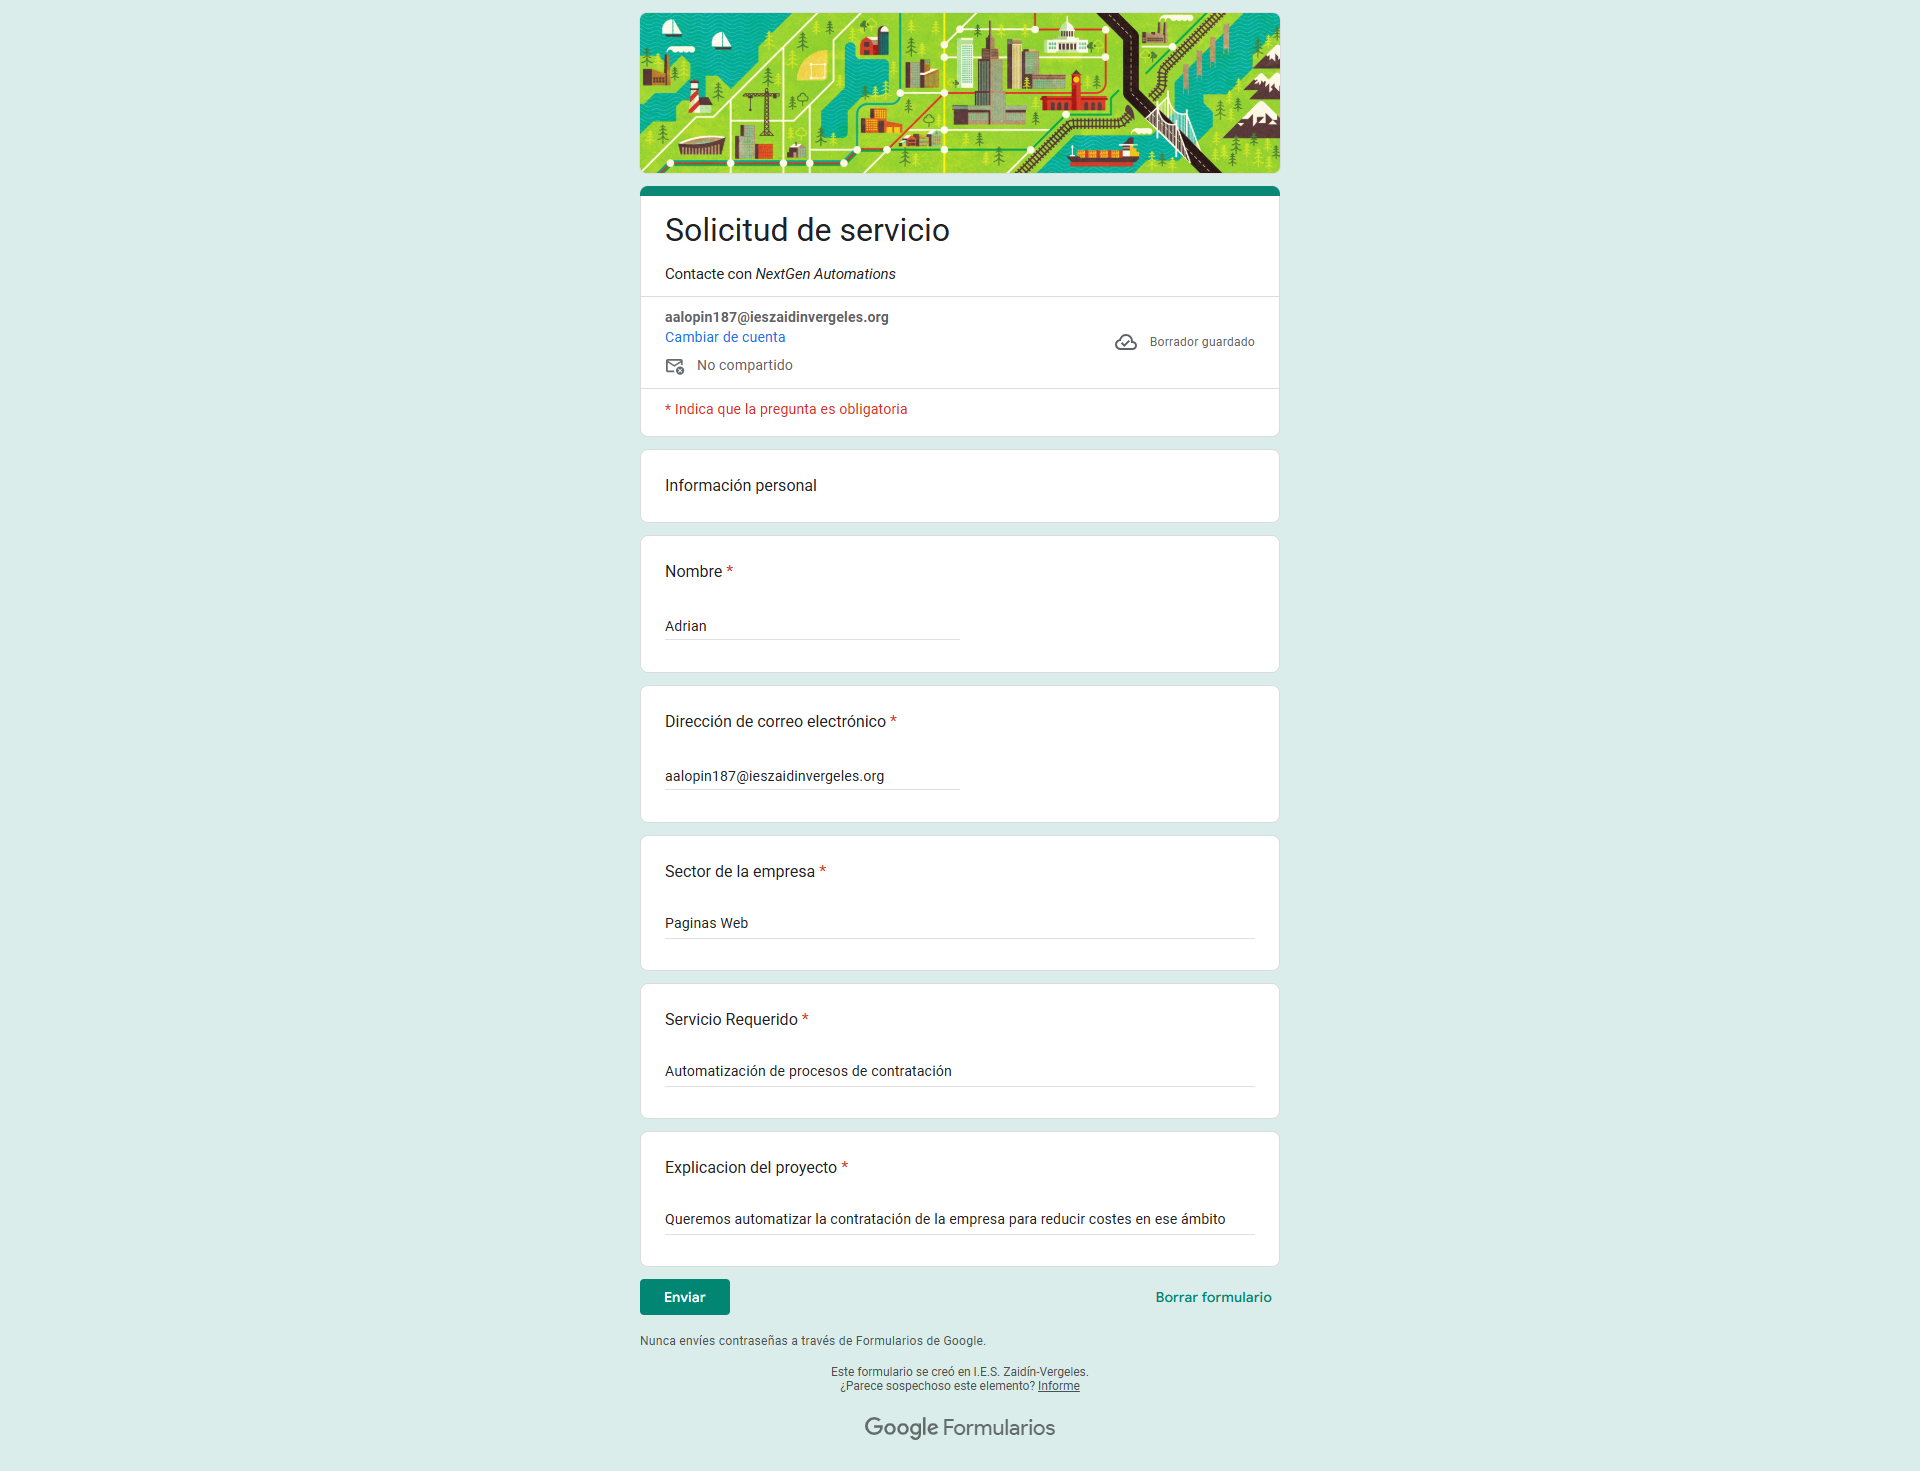 Solicitud de servicio
Contacte con NextGen Automations
aalopin187@ieszaidinvergeles.org
Cambiar de cuenta
Borrador guardado
No compartido
* Indica que la pregunta es obligatoria
Información personal
Nombre *
Adrian
Dirección de correo electrónico *
aalopin187@ieszaidinvergeles.org
Sector de la empresa *
Paginas Web
Servicio Requerido *
Automatización de procesos de contratación
Explicacion del proyecto *
Queremos automatizar la contratación de la empresa para reducir costes en ese ámbito
Enviar
Borrar formulario
Nunca envíes contraseñas a través de Formularios de Google.
Este formulario se creó en I.E.S. Zaidín-Vergeles.
¿Parece sospechoso este elemento? Informe
Google Formularios